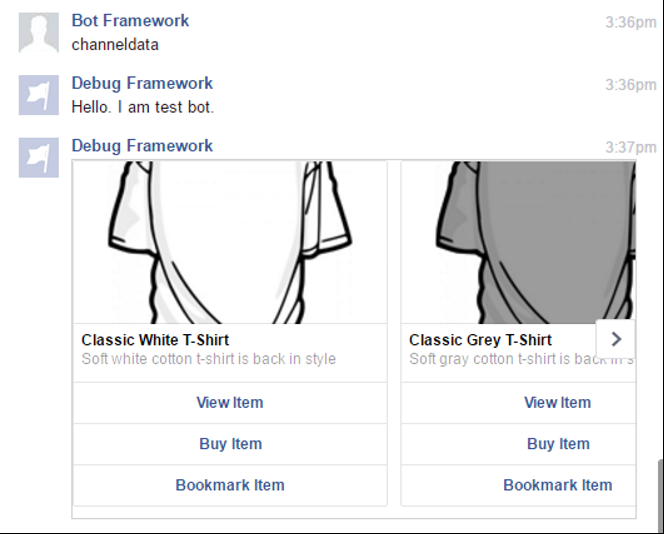 Bot Framework 3:36pm
channeldata
Debug Framework 3:36pm
Hello. I am test bot.
Debug Framework 3:37pm
Classic White T-Shirt
Soft white cotton t-shirt is back in style
View Item
Buy Item
Bookmark Item
Classic Grey T-Shirt
Soft gray cotton t-shirt is back in s
View Item
Buy Item
Bookmark Item